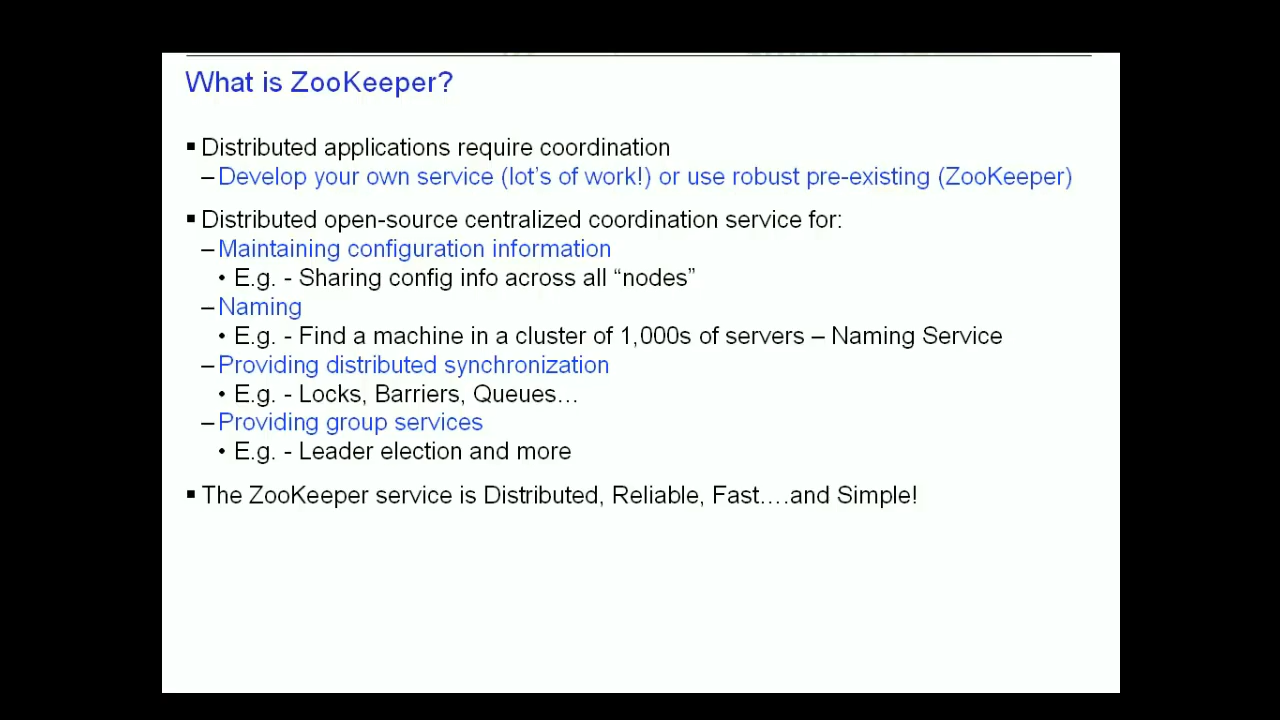 What is ZooKeeper?
▪ Distributed applications require coordination
– Develop your own service (lot's of work!) or use robust pre-existing (ZooKeeper)
▪ Distributed open-source centralized coordination service for:
– Maintaining configuration information
• E.g. - Sharing config info across all “nodes”
– Naming
• E.g. - Find a machine in a cluster of 1,000s of servers – Naming Service
– Providing distributed synchronization
• E.g. - Locks, Barriers, Queues…
– Providing group services
• E.g. - Leader election and more
▪ The ZooKeeper service is Distributed, Reliable, Fast….and Simple!